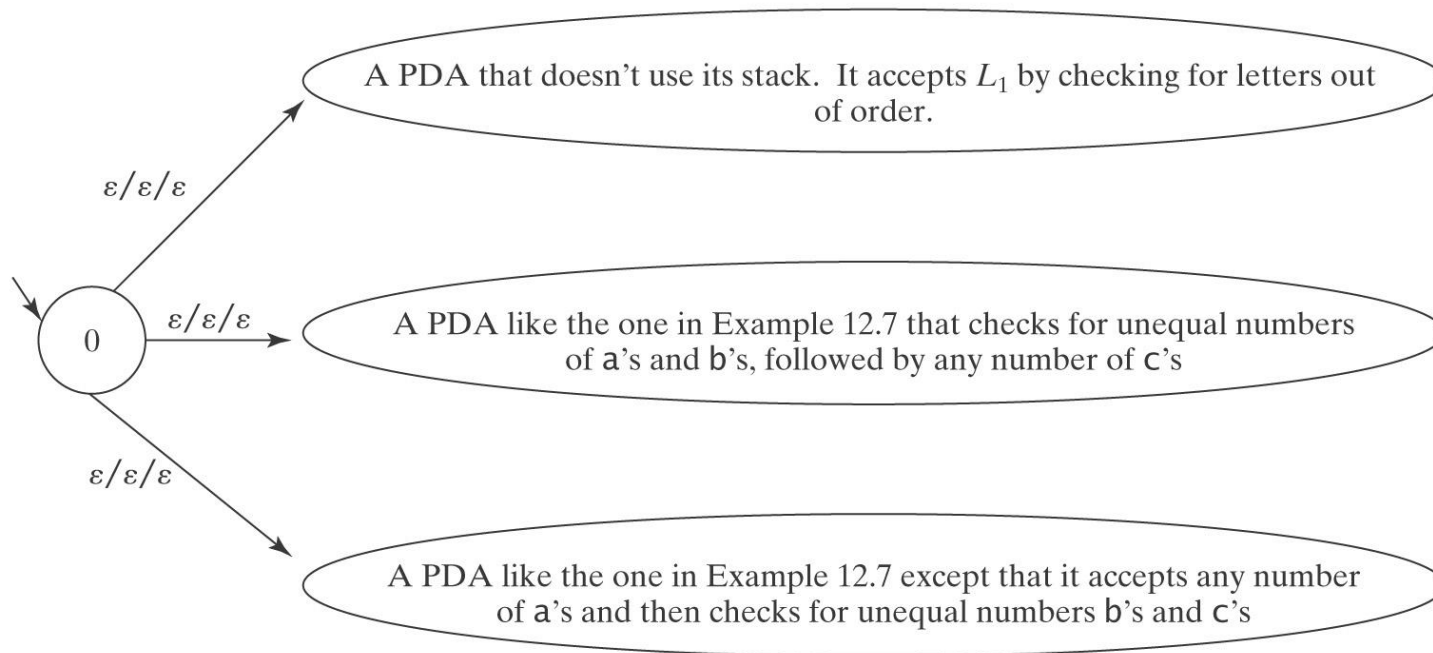 A PDA that doesn't use its stack. It accepts L₁ by checking for letters out
of order.
ε/ε/ε
0
ε/ε/ε
A PDA like the one in Example 12.7 that checks for unequal numbers
of a's and b's, followed by any number of c's
ε/ε/ε
A PDA like the one in Example 12.7 except that it accepts any number
of a's and then checks for unequal numbers b's and c's